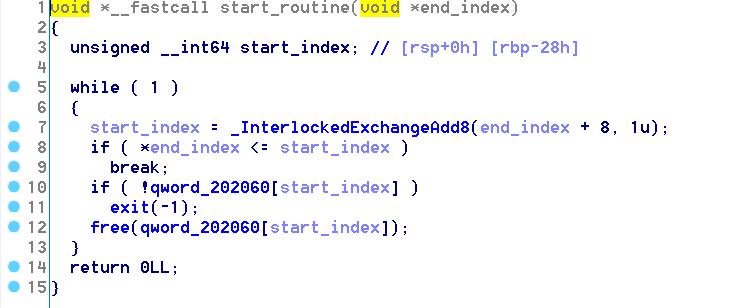 1 void *__fastcall start_routine(void *end_index)
2 {
3 unsigned __int64 start_index; // [rsp+0h] [rbp-28h]
4
5 while ( 1 )
6 {
7 start_index = _InterlockedExchangeAdd8(end_index + 8, 1u);
8 if ( *end_index <= start_index )
9 break;
10 if ( !qword_202060[start_index] )
11 exit(-1);
12 free(qword_202060[start_index]);
13 }
14 return 0LL;
15 }